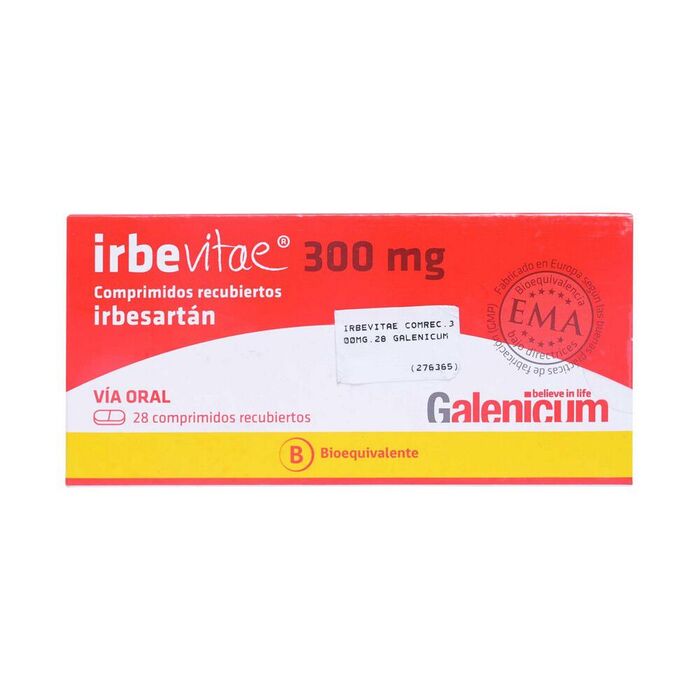 irbevitae® 300 mg
Comprimidos recubiertos
irbesartán
IRBEVITAE COMREC.3
00MG.28 GALENICUM
(276365)
Fabricado en Europa según las buenas prácticas de fabricación (GMP)
Bioequivalencia
EMA
bajo directrices
VÍA ORAL
28 comprimidos recubiertos
believe in life
Galenicum
B Bioequivalente